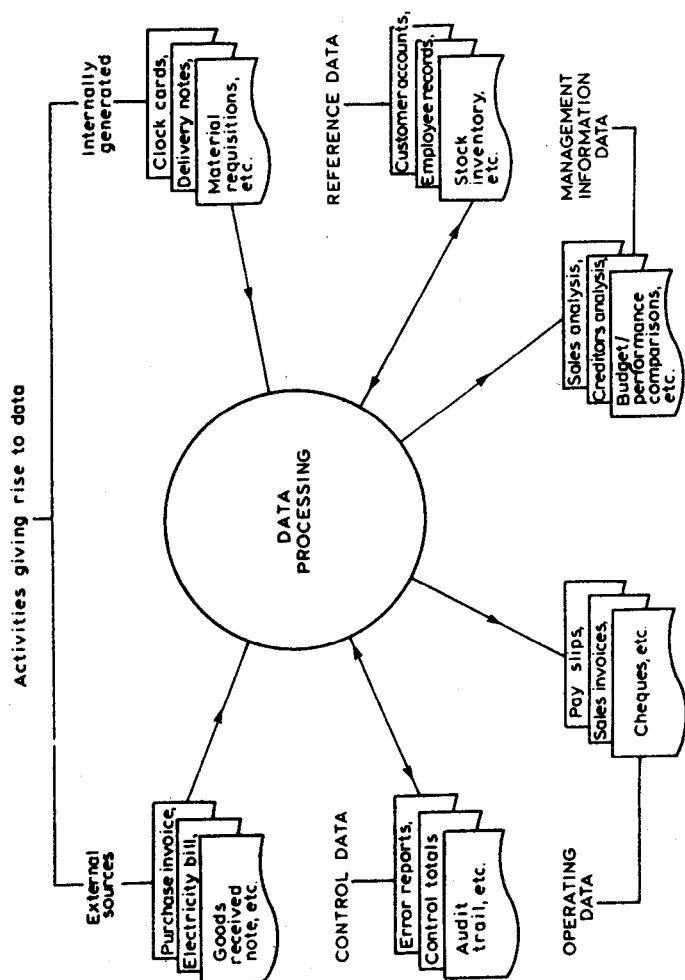 Activities giving rise to data
External
sources
Purchase invoice,
Electricity bill,
Goods
received
note, etc.
Internally
generated
Clock cards,
Delivery notes,
Material
requisitions,
etc.
DATA
PROCESSING
CONTROL DATA
Error reports,
Control totals
Audit
trail, etc.
REFERENCE DATA
Customer accounts,
Employee records,
Stock
inventory,
etc.
OPERATING
DATA
Pay slips,
Sales invoices,
Cheques, etc.
MANAGEMENT
INFORMATION
DATA
Sales analysis,
Creditors analysis,
Budget/
performance
comparisons,
etc.